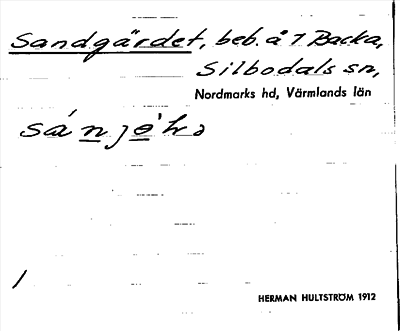 Sandgärdet, beb. å 7 Backa,
Silbodals sn,
Nordmarks hd, Värmlands län
HERMAN HULTSTRÖM 1912